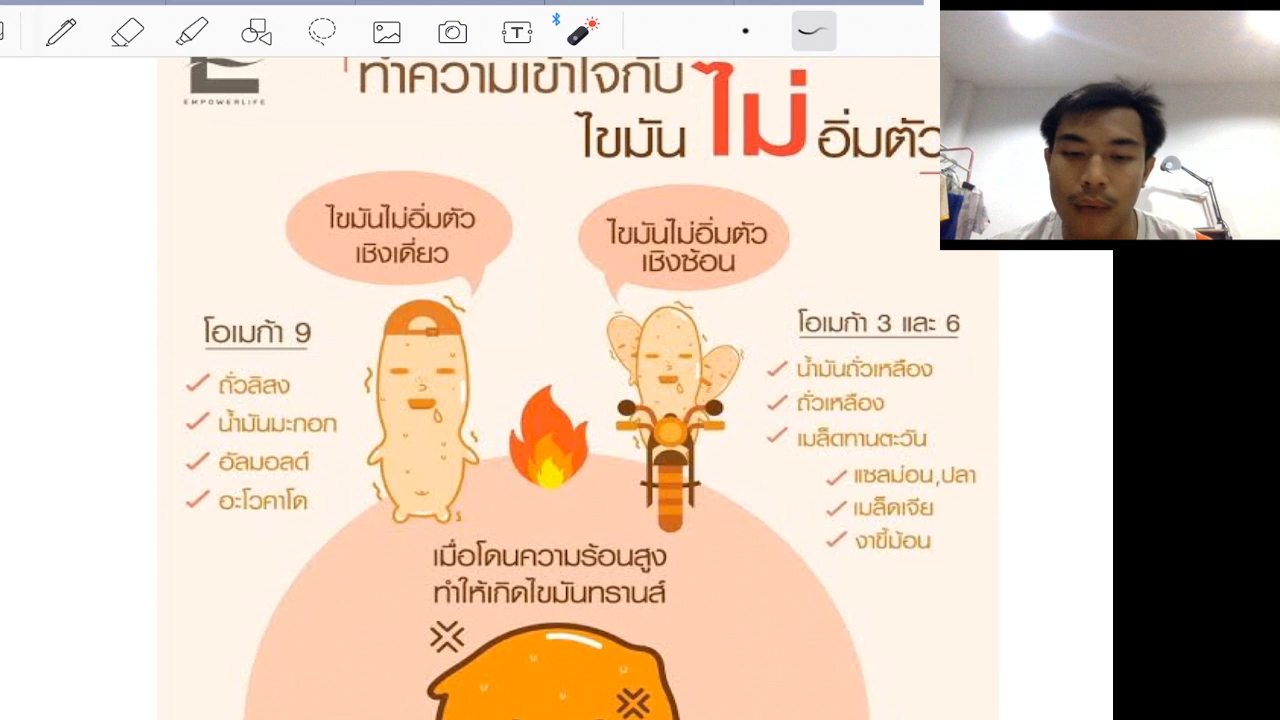 EMPOWERLIFE
ทำความเข้าใจกับ
ไขมัน ไม่ อิ่มตัว
ไขมันไม่อิ่มตัว
เชิงเดี่ยว
ไขมันไม่อิ่มตัว
เชิงซ้อน
โอเมก้า 9
ถั่วลิสง
น้ำมันมะกอก
อัลมอลด์
อะโวคาโด
โอเมก้า 3 และ 6
น้ำมันถั่วเหลือง
ถั่วเหลือง
เมล็ดทานตะวัน
แซลม่อน,ปลา
เมล็ดเจีย
งาขี้ม้อน
เมื่อโดนความร้อนสูง
ทำให้เกิดไขมันทรานส์